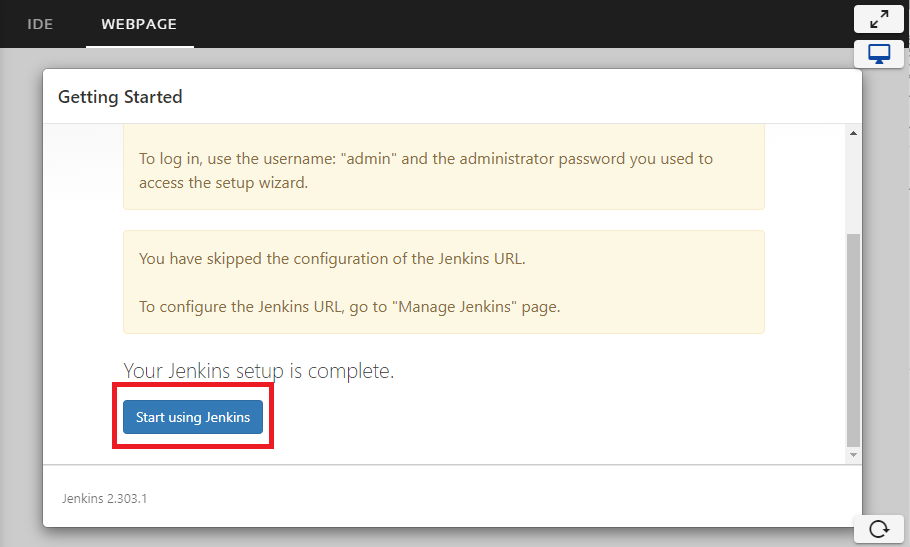 IDE
WEBPAGE
Getting Started
To log in, use the username: "admin" and the administrator password you used to
access the setup wizard.
You have skipped the configuration of the Jenkins URL.
To configure the Jenkins URL, go to "Manage Jenkins" page.
Your Jenkins setup is complete.
Start using Jenkins
Jenkins 2.303.1